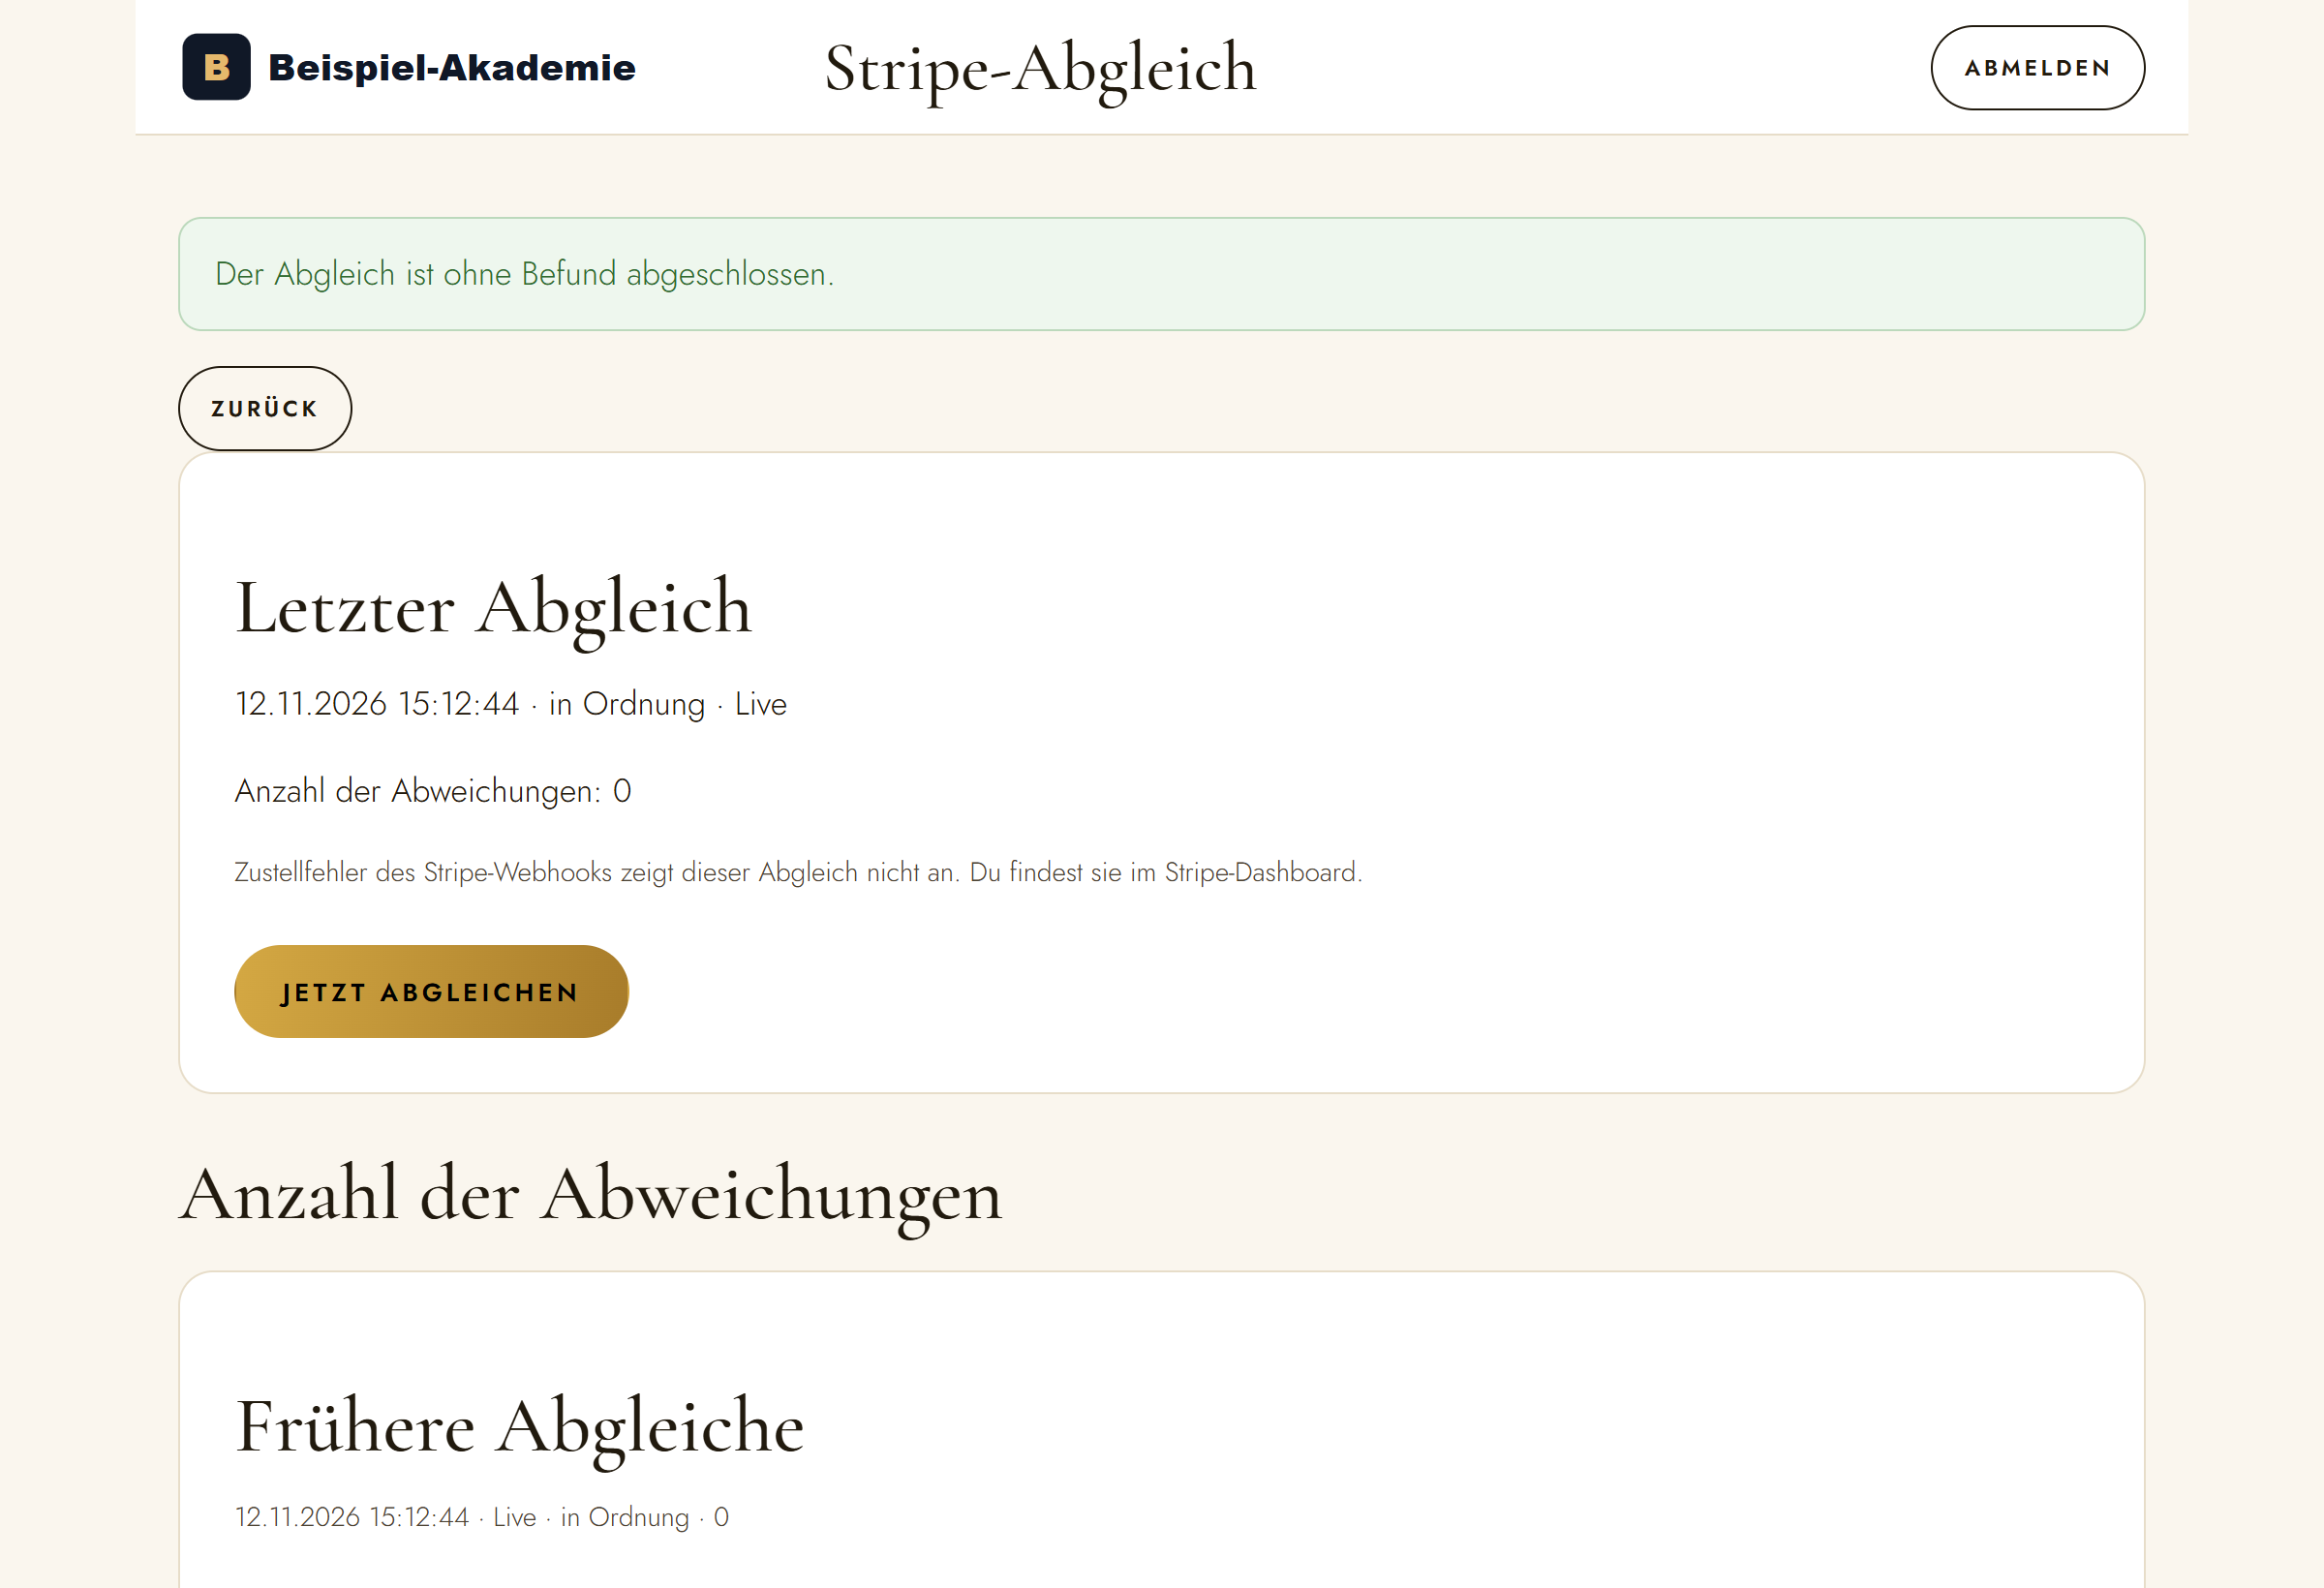 B Beispiel-Akademie
Stripe-Abgleich
ABMELDEN
Der Abgleich ist ohne Befund abgeschlossen.
ZURÜCK
Letzter Abgleich
12.11.2026 15:12:44 · in Ordnung · Live
Anzahl der Abweichungen: 0
Zustellfehler des Stripe-Webhooks zeigt dieser Abgleich nicht an. Du findest sie im Stripe-Dashboard.
JETZT ABGLEICHEN
Anzahl der Abweichungen
Frühere Abgleiche
12.11.2026 15:12:44 · Live · in Ordnung · 0